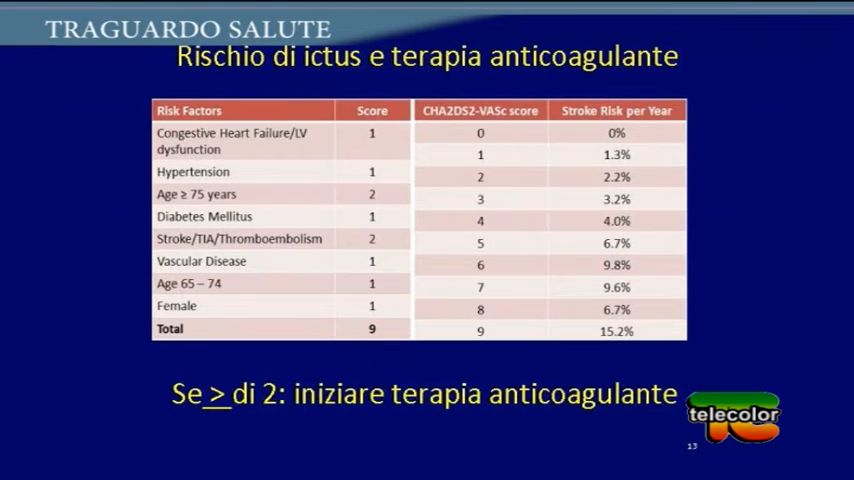 TRAGUARDO SALUTE
Rischio di ictus e terapia anticoagulante
Risk Factors Score
Congestive Heart Failure/LV dysfunction 1
Hypertension 1
Age ≥ 75 years 2
Diabetes Mellitus 1
Stroke/TIA/Thromboembolism 2
Vascular Disease 1
Age 65 – 74 1
Female 1
Total 9
CHA2DS2-VASc score Stroke Risk per Year
0 0%
1 1.3%
2 2.2%
3 3.2%
4 4.0%
5 6.7%
6 9.8%
7 9.6%
8 6.7%
9 15.2%
Se > di 2: iniziare terapia anticoagulante
telecolor
13